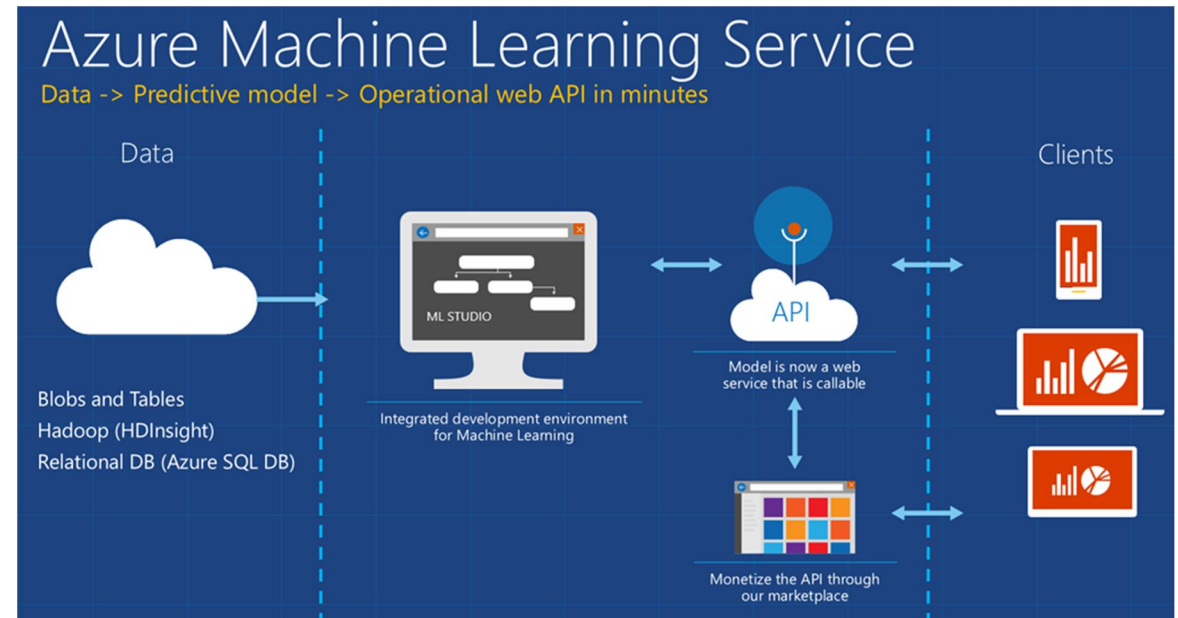 Azure Machine Learning Service
Data -> Predictive model -> Operational web API in minutes
Data
Blobs and Tables
Hadoop (HDInsight)
Relational DB (Azure SQL DB)
ML STUDIO
Integrated development environment
for Machine Learning
API
Model is now a web
service that is callable
Monetize the API through
our marketplace
Clients